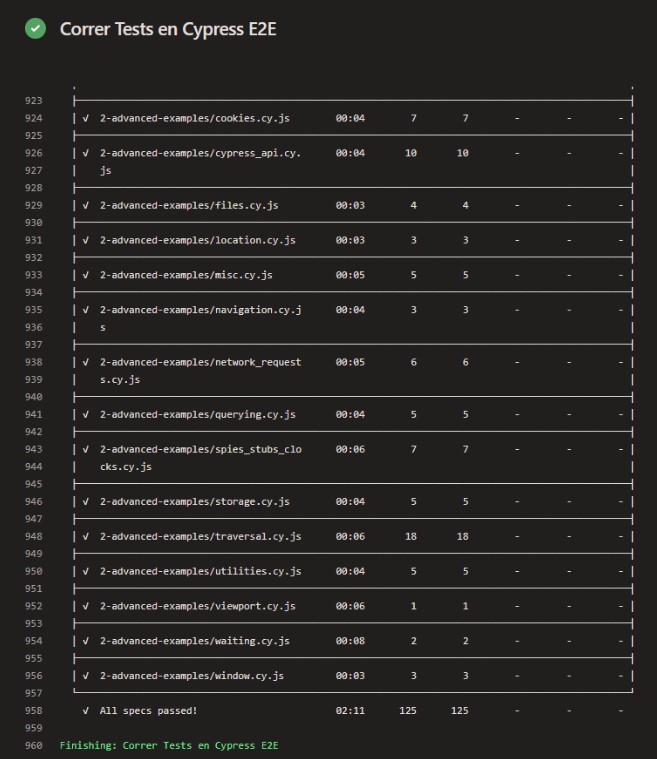 Correr Tests en Cypress E2E
923
924 | √ 2-advanced-examples/cookies.cy.js 00:04 7 7 - - - |
925
926 | √ 2-advanced-examples/cypress_api.cy. 00:04 10 10 - - - |
927 | js |
928
929 | √ 2-advanced-examples/files.cy.js 00:03 4 4 - - - |
930
931 | √ 2-advanced-examples/location.cy.js 00:03 3 3 - - - |
932
933 | √ 2-advanced-examples/misc.cy.js 00:05 5 5 - - - |
934
935 | √ 2-advanced-examples/navigation.cy.j 00:04 3 3 - - - |
936 | s |
937
938 | √ 2-advanced-examples/network_request 00:05 6 6 - - - |
939 | s.cy.js |
940
941 | √ 2-advanced-examples/querying.cy.js 00:04 5 5 - - - |
942
943 | √ 2-advanced-examples/spies_stubs_clo 00:06 7 7 - - - |
944 | cks.cy.js |
945
946 | √ 2-advanced-examples/storage.cy.js 00:04 5 5 - - - |
947
948 | √ 2-advanced-examples/traversal.cy.js 00:06 18 18 - - - |
949
950 | √ 2-advanced-examples/utilities.cy.js 00:04 5 5 - - - |
951
952 | √ 2-advanced-examples/viewport.cy.js 00:06 1 1 - - - |
953
954 | √ 2-advanced-examples/waiting.cy.js 00:08 2 2 - - - |
955
956 | √ 2-advanced-examples/window.cy.js 00:03 3 3 - - - |
957
958 √ All specs passed! 02:11 125 125 - - -
959
960 Finishing: Correr Tests en Cypress E2E